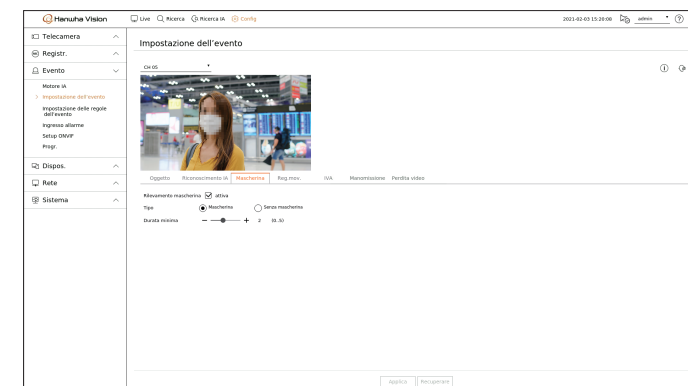 Hanwha Vision
Live Ricerca Ricerca IA Config
2021-02-03 15:20:08 admin
Telecamera
Registr.
Evento
Motore IA
> Impostazione dell'evento
Impostazione delle regole
dell'evento
Ingresso allarme
Setup ONVIF
Progr.
Dispos.
Rete
Sistema
Impostazione dell'evento
CH 05
Oggetto Riconoscimento IA Mascherina Reg.mov. IVA Manomissione Perdita video
Rilevamento mascherina attiva
Tipo Mascherina Senza mascherina
Durata minima − + 2 (0..5)
Applica Recuperare